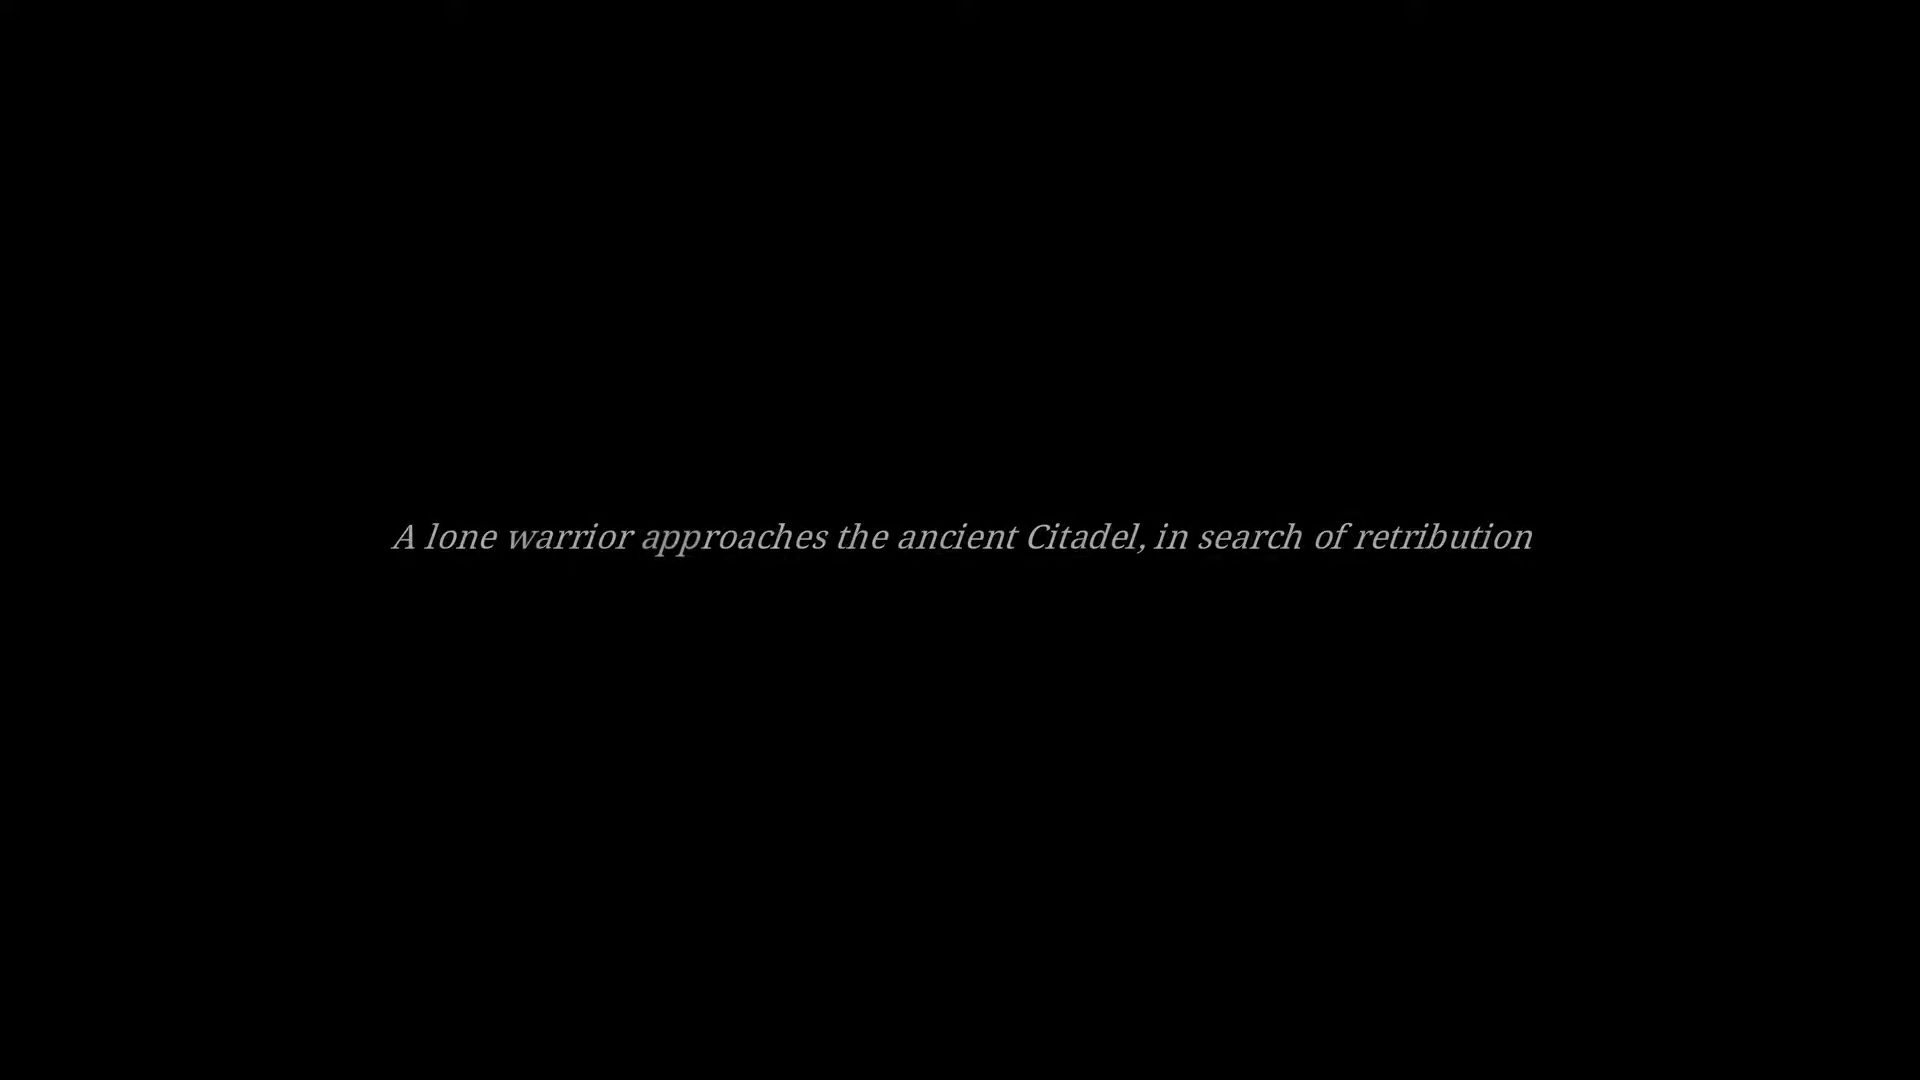 A lone warrior approaches the ancient Citadel, in search of retribution